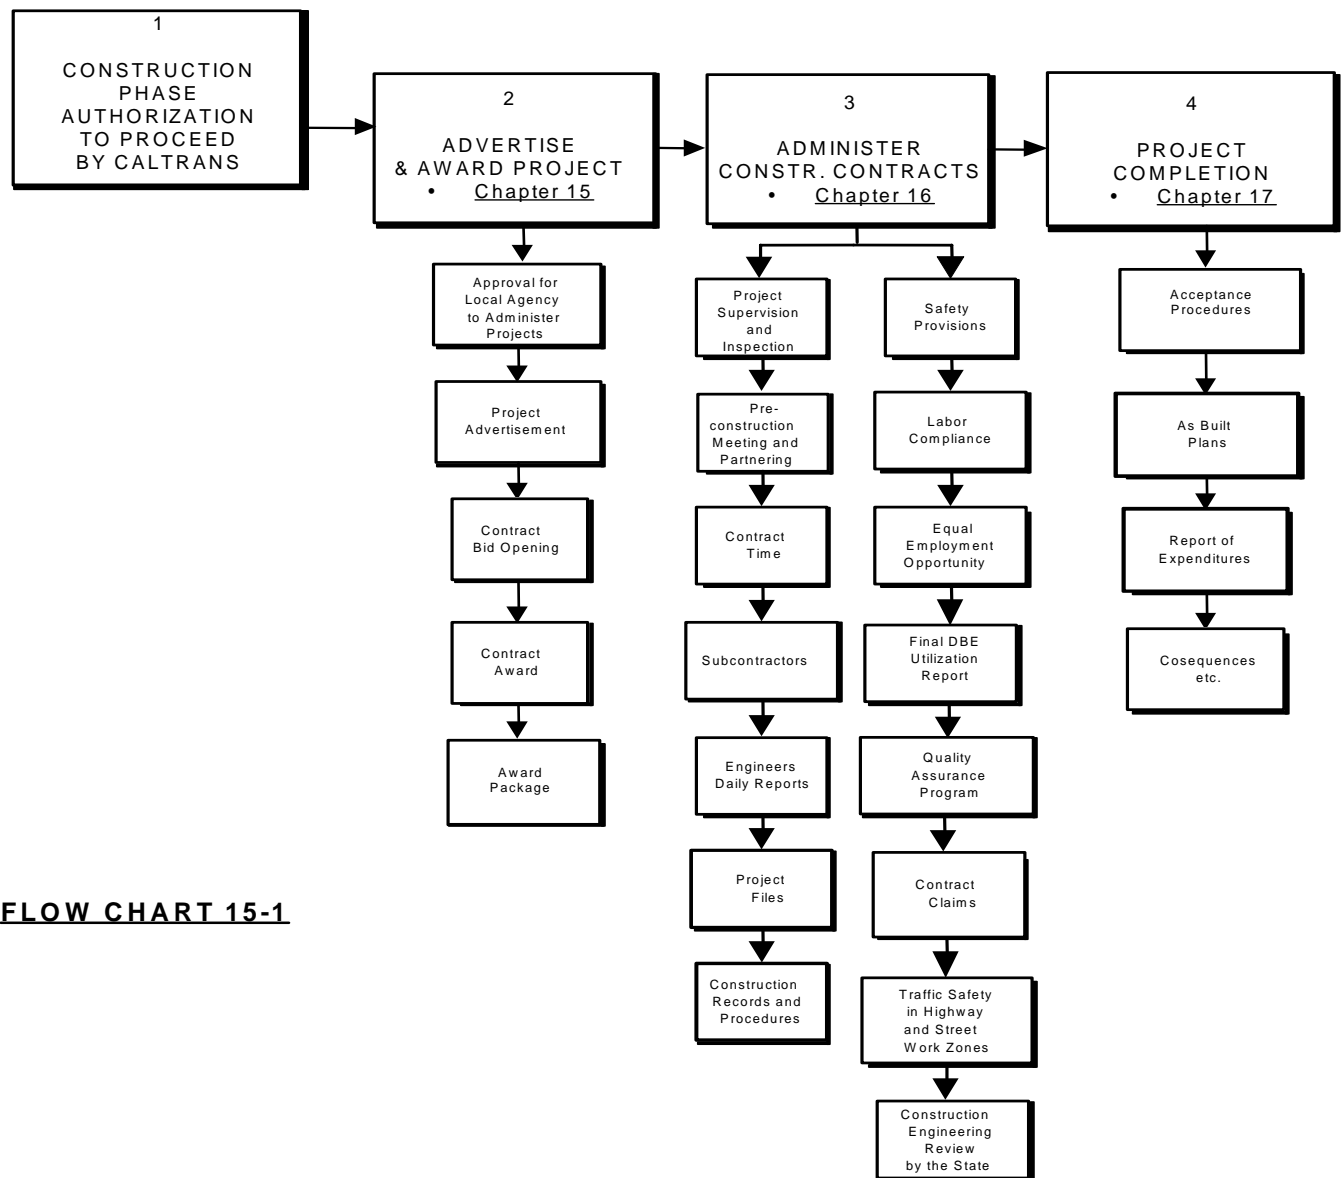 1
CONSTRUCTION
PHASE
AUTHORIZATION
TO PROCEED
BY CALTRANS
2
ADVERTISE
& AWARD PROJECT
• Chapter 15
3
ADMINISTER
CONSTR. CONTRACTS
• Chapter 16
4
PROJECT
COMPLETION
• Chapter 17
Approval for
Local Agency
to Administer
Projects
Project
Advertisement
Contract
Bid Opening
Contract
Award
Award
Package
Project
Supervision
and
Inspection
Pre-
construction
Meeting and
Partnering
Contract
Time
Subcontractors
Engineers
Daily Reports
Project
Files
Construction
Records and
Procedures
Safety
Provisions
Labor
Compliance
Equal
Employment
Opportunity
Final DBE
Utilization
Report
Quality
Assurance
Program
Contract
Claims
Traffic Safety
in Highway
and Street
Work Zones
Construction
Engineering
Review
by the State
Acceptance
Procedures
As Built
Plans
Report of
Expenditures
Cosequences
etc.
FLOW CHART 15-1